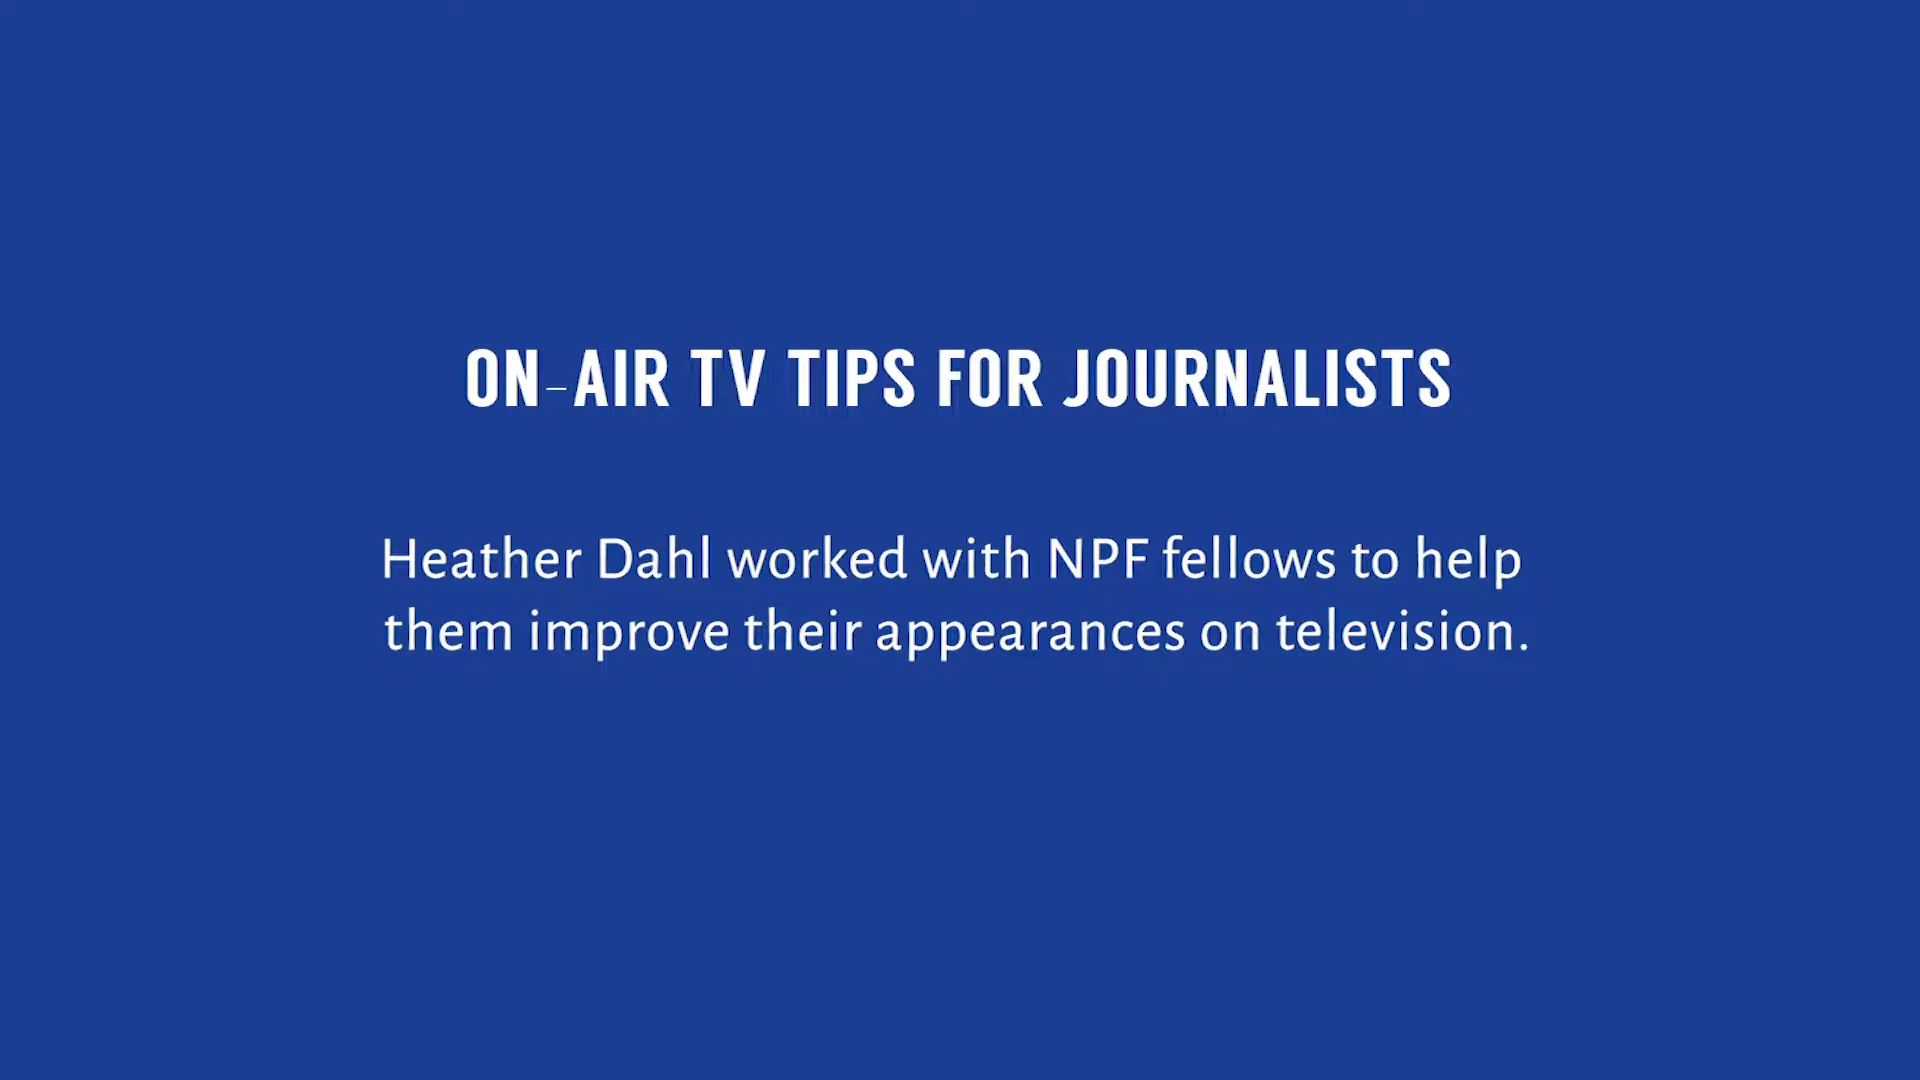 ON-AIR TV TIPS FOR JOURNALISTS
Heather Dahl worked with NPF fellows to help
them improve their appearances on television.